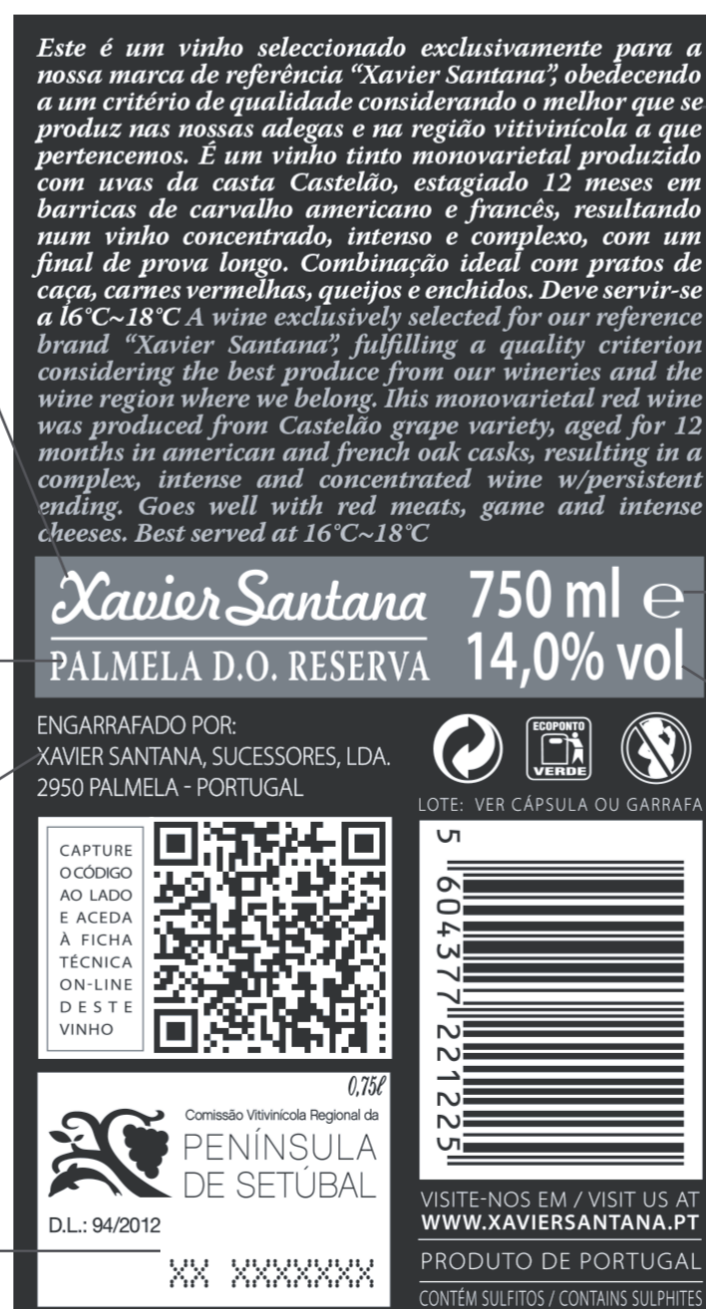 Este é um vinho seleccionado exclusivamente para a
nossa marca de referência “Xavier Santana”, obedecendo
a um critério de qualidade considerando o melhor que se
produz nas nossas adegas e na região vitivinícola a que
pertencemos. É um vinho tinto monovarietal produzido
com uvas da casta Castelão, estagiado 12 meses em
barricas de carvalho americano e francês, resultando
num vinho concentrado, intenso e complexo, com um
final de prova longo. Combinação ideal com pratos de
caça, carnes vermelhas, queijos e enchidos. Deve servir-se
a l6°C~18°C A wine exclusively selected for our reference
brand “Xavier Santana”, fulfilling a quality criterion
considering the best produce from our wineries and the
wine region where we belong. Ihis monovarietal red wine
was produced from Castelão grape variety, aged for 12
months in american and french oak casks, resulting in a
complex, intense and concentrated wine w/persistent
ending. Goes well with red meats, game and intense
cheeses. Best served at 16°C~18°C
Xavier Santana
PALMELA D.O. RESERVA
750 ml e
14,0% vol
ENGARRAFADO POR:
XAVIER SANTANA, SUCESSORES, LDA.
2950 PALMELA - PORTUGAL
ECOPONTO
VERDE
LOTE: VER CÁPSULA OU GARRAFA
CAPTURE
O CÓDIGO
AO LADO
E ACEDA
À FICHA
TÉCNICA
ON-LINE
DESTE
VINHO
5 604377 221225
0,75ℓ
Comissão Vitivinícola Regional da
PENÍNSULA
DE SETÚBAL
D.L.: 94/2012
XX XXXXXXX
VISITE-NOS EM / VISIT US AT
WWW.XAVIERSANTANA.PT
PRODUTO DE PORTUGAL
CONTÉM SULFITOS / CONTAINS SULPHITES